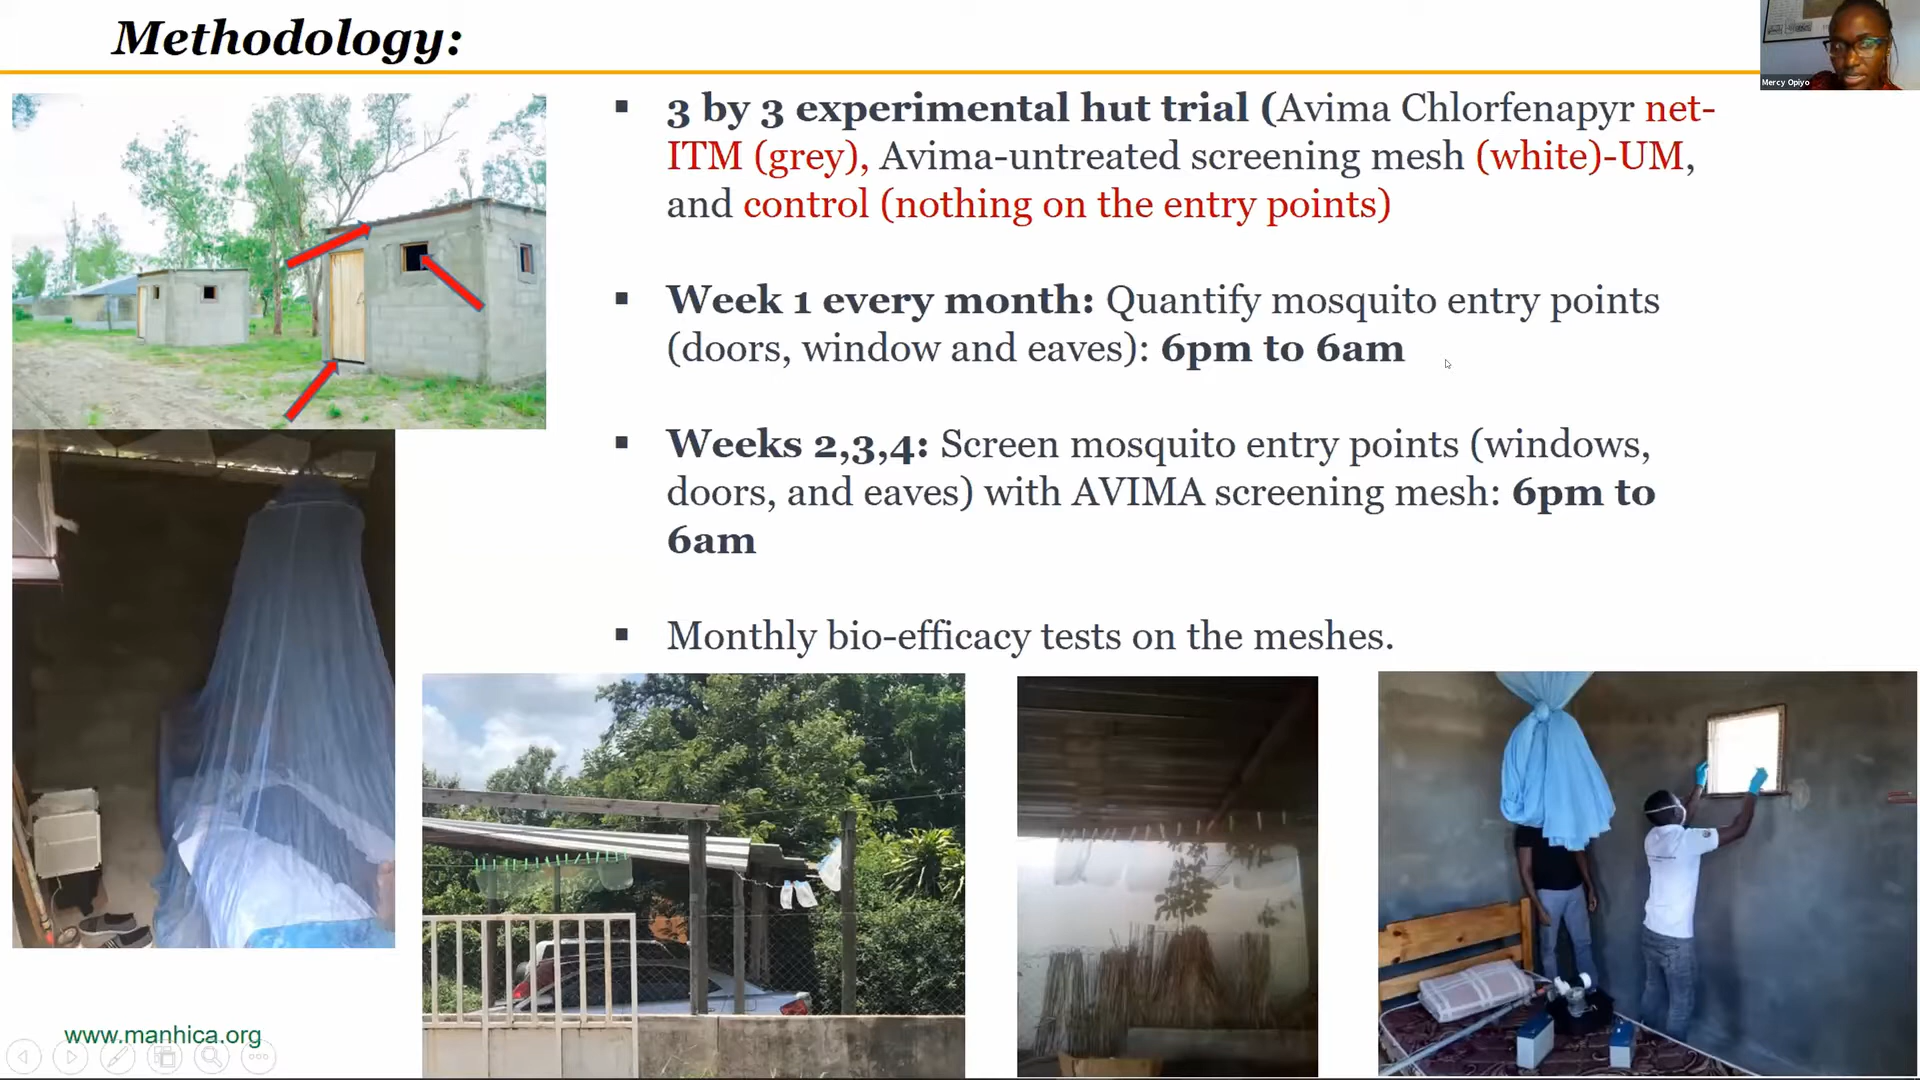 Methodology:
Mercy Opiyo
▪ 3 by 3 experimental hut trial (Avima Chlorfenapyr net-
ITM (grey), Avima-untreated screening mesh (white)-UM,
and control (nothing on the entry points)
▪ Week 1 every month: Quantify mosquito entry points
(doors, window and eaves): 6pm to 6am
▪ Weeks 2,3,4: Screen mosquito entry points (windows,
doors, and eaves) with AVIMA screening mesh: 6pm to
6am
▪ Monthly bio-efficacy tests on the meshes.
www.manhica.org